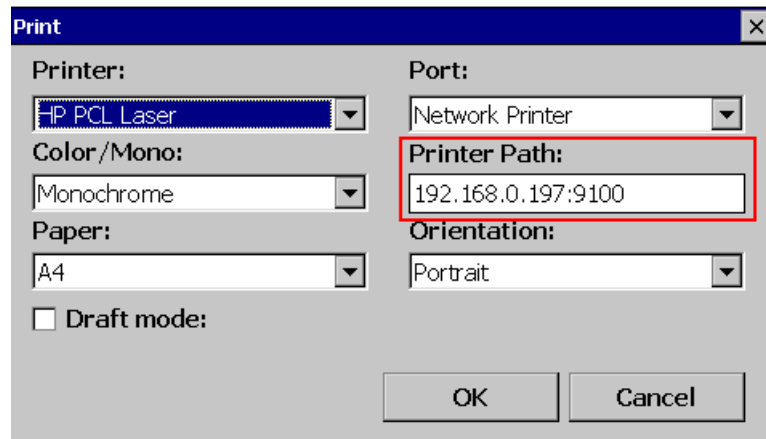 Print
Printer:
HP PCL Laser
Port:
Network Printer
Color/Mono:
Monochrome
Printer Path:
192.168.0.197:9100
Paper:
A4
Orientation:
Portrait
Draft mode:
OK
Cancel